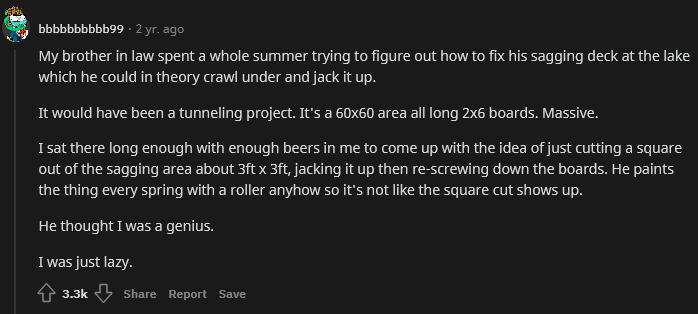 bbbbbbbbbb99 · 2 yr. ago
My brother in law spent a whole summer trying to figure out how to fix his sagging deck at the lake
which he could in theory crawl under and jack it up.
It would have been a tunneling project. It's a 60x60 area all long 2x6 boards. Massive.
I sat there long enough with enough beers in me to come up with the idea of just cutting a square
out of the sagging area about 3ft x 3ft, jacking it up then re-screwing down the boards. He paints
the thing every spring with a roller anyhow so it's not like the square cut shows up.
He thought I was a genius.
I was just lazy.
3.3k Share Report Save